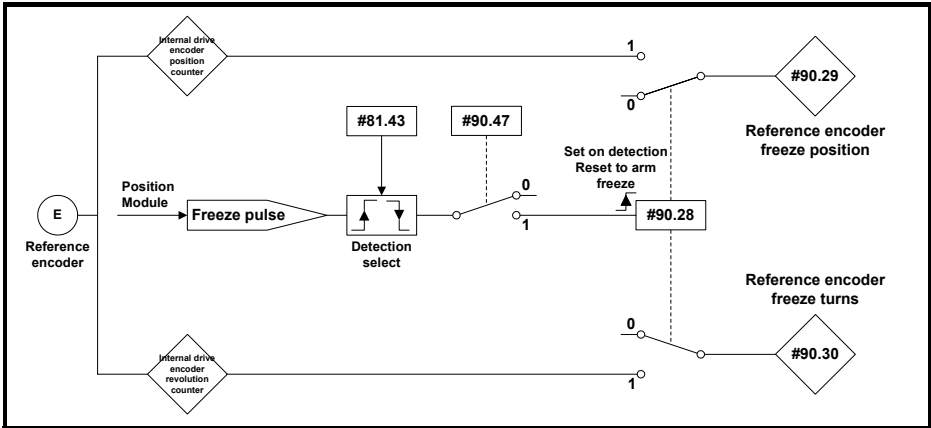 Internal drive
encoder
position
counter
1
0
#90.29
Reference encoder
freeze position
#81.43
#90.47
Set on detection
Reset to arm
freeze
E
Reference
encoder
Position
Module
Freeze pulse
Detection
select
0
1
#90.28
Reference encoder
freeze turns
Internal drive
encoder
revolution
counter
0
1
#90.30